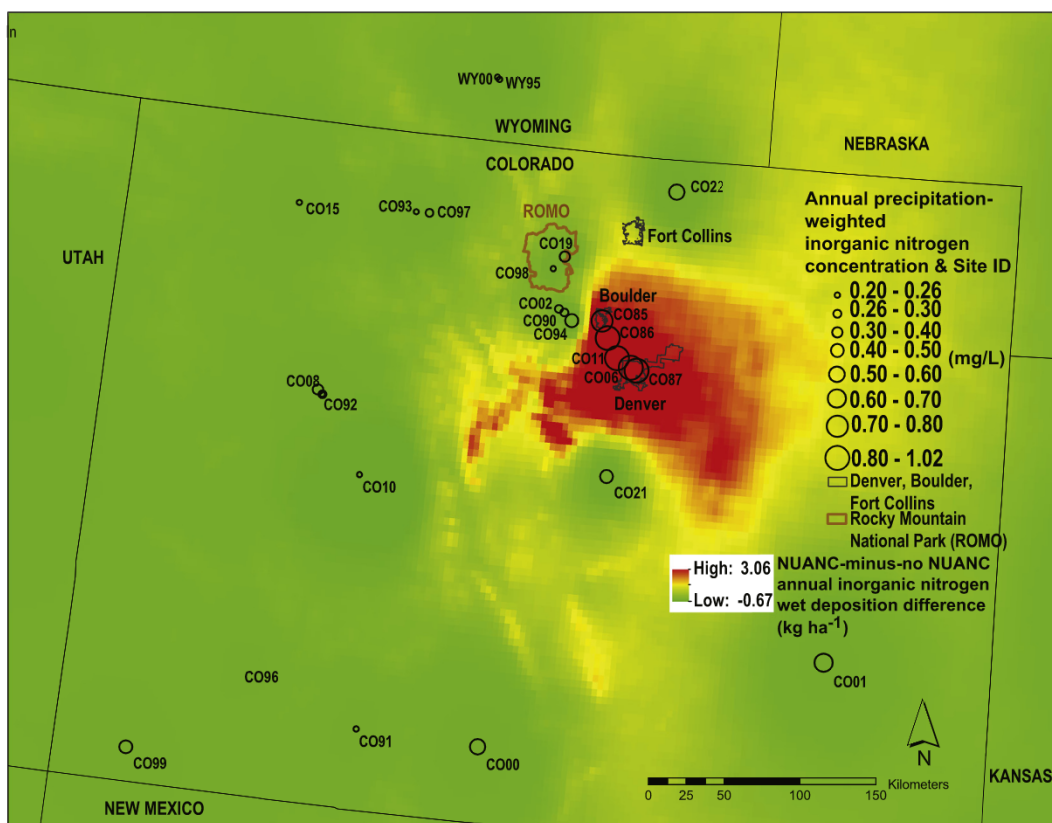 In
WY00
WY95
WYOMING
COLORADO
NEBRASKA
UTAH
CO15
CO93
CO97
ROMO
CO22
CO19
CO98
Fort Collins
Boulder
CO02
CO90
CO94
CO85
CO86
CO11
CO06
CO87
Denver
CO08
CO92
CO10
CO21
CO01
CO96
CO91
CO99
CO00
NEW MEXICO
KANSAS
Annual precipitation-
weighted
inorganic nitrogen
concentration & Site ID
0.20 - 0.26
0.26 - 0.30
0.30 - 0.40
0.40 - 0.50
(mg/L)
0.50 - 0.60
0.60 - 0.70
0.70 - 0.80
0.80 - 1.02
Denver, Boulder,
Fort Collins
Rocky Mountain
National Park (ROMO)
High: 3.06
Low: -0.67
NUANC-minus-no NUANC
annual inorganic nitrogen
wet deposition difference
(kg ha⁻¹)
N
Kilometers
0 25 50 100 150